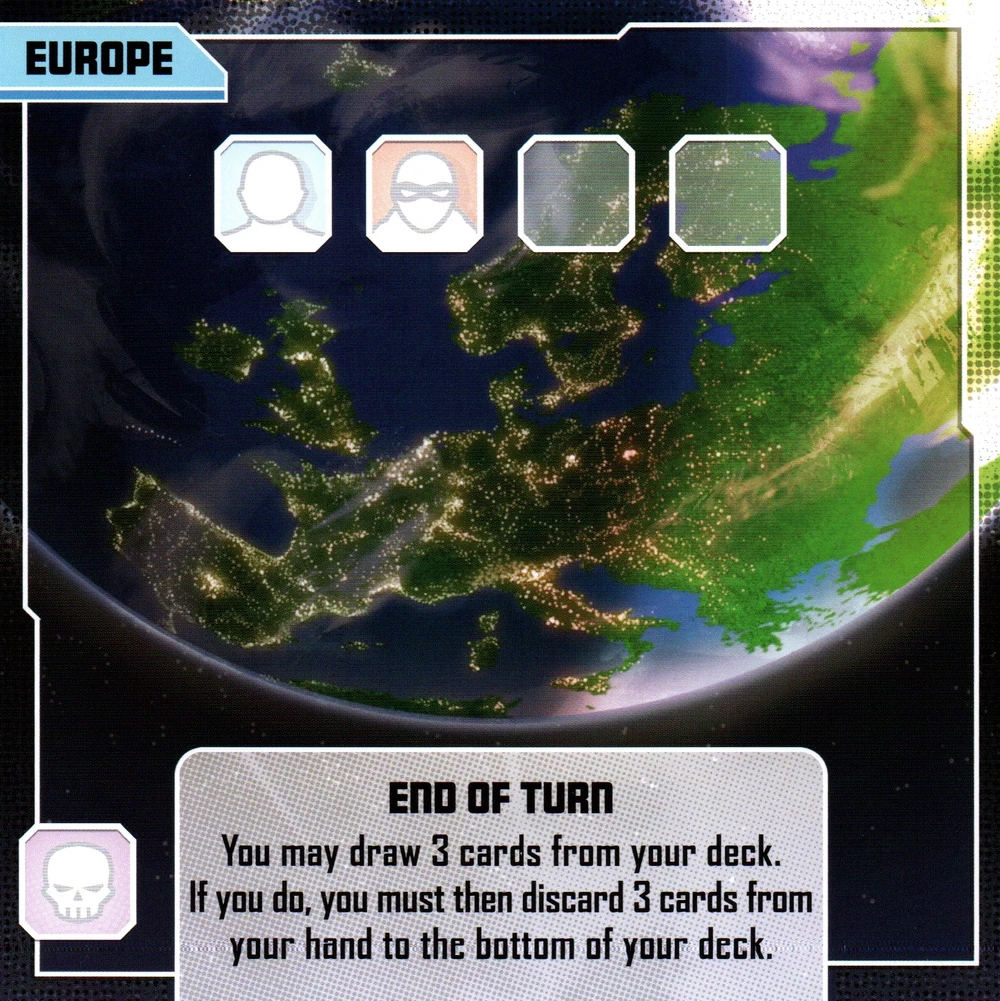 EUROPE
END OF TURN
You may draw 3 cards from your deck.
If you do, you must then discard 3 cards from
your hand to the bottom of your deck.